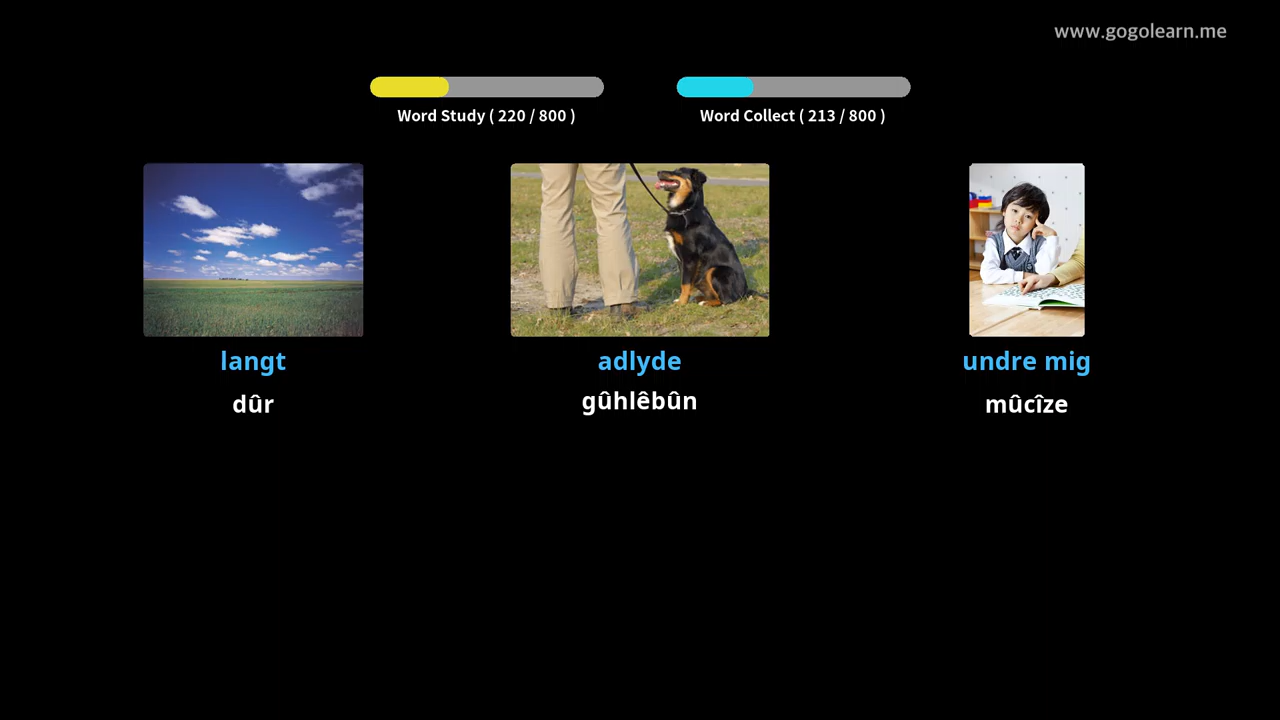 www.gogolearn.me
Word Study ( 220 / 800 )
Word Collect ( 213 / 800 )
langt
adlyde
undre mig
dûr
gûhlêbûn
mûcîze